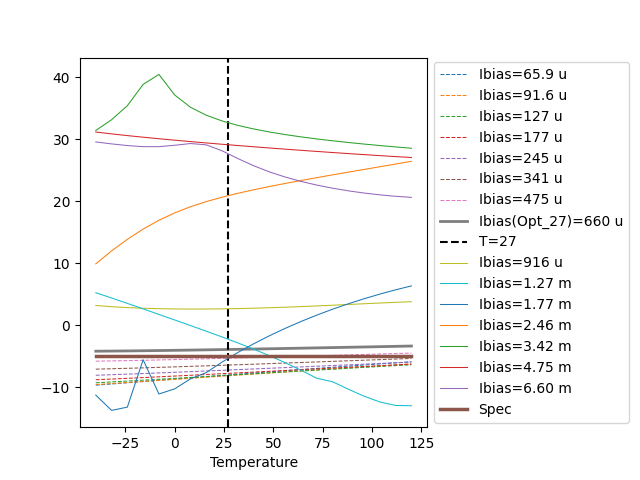 40
30
20
10
0
−10
−25
0
25
50
75
100
125
Temperature
Ibias=65.9 u
Ibias=91.6 u
Ibias=127 u
Ibias=177 u
Ibias=245 u
Ibias=341 u
Ibias=475 u
Ibias(Opt_27)=660 u
T=27
Ibias=916 u
Ibias=1.27 m
Ibias=1.77 m
Ibias=2.46 m
Ibias=3.42 m
Ibias=4.75 m
Ibias=6.60 m
Spec